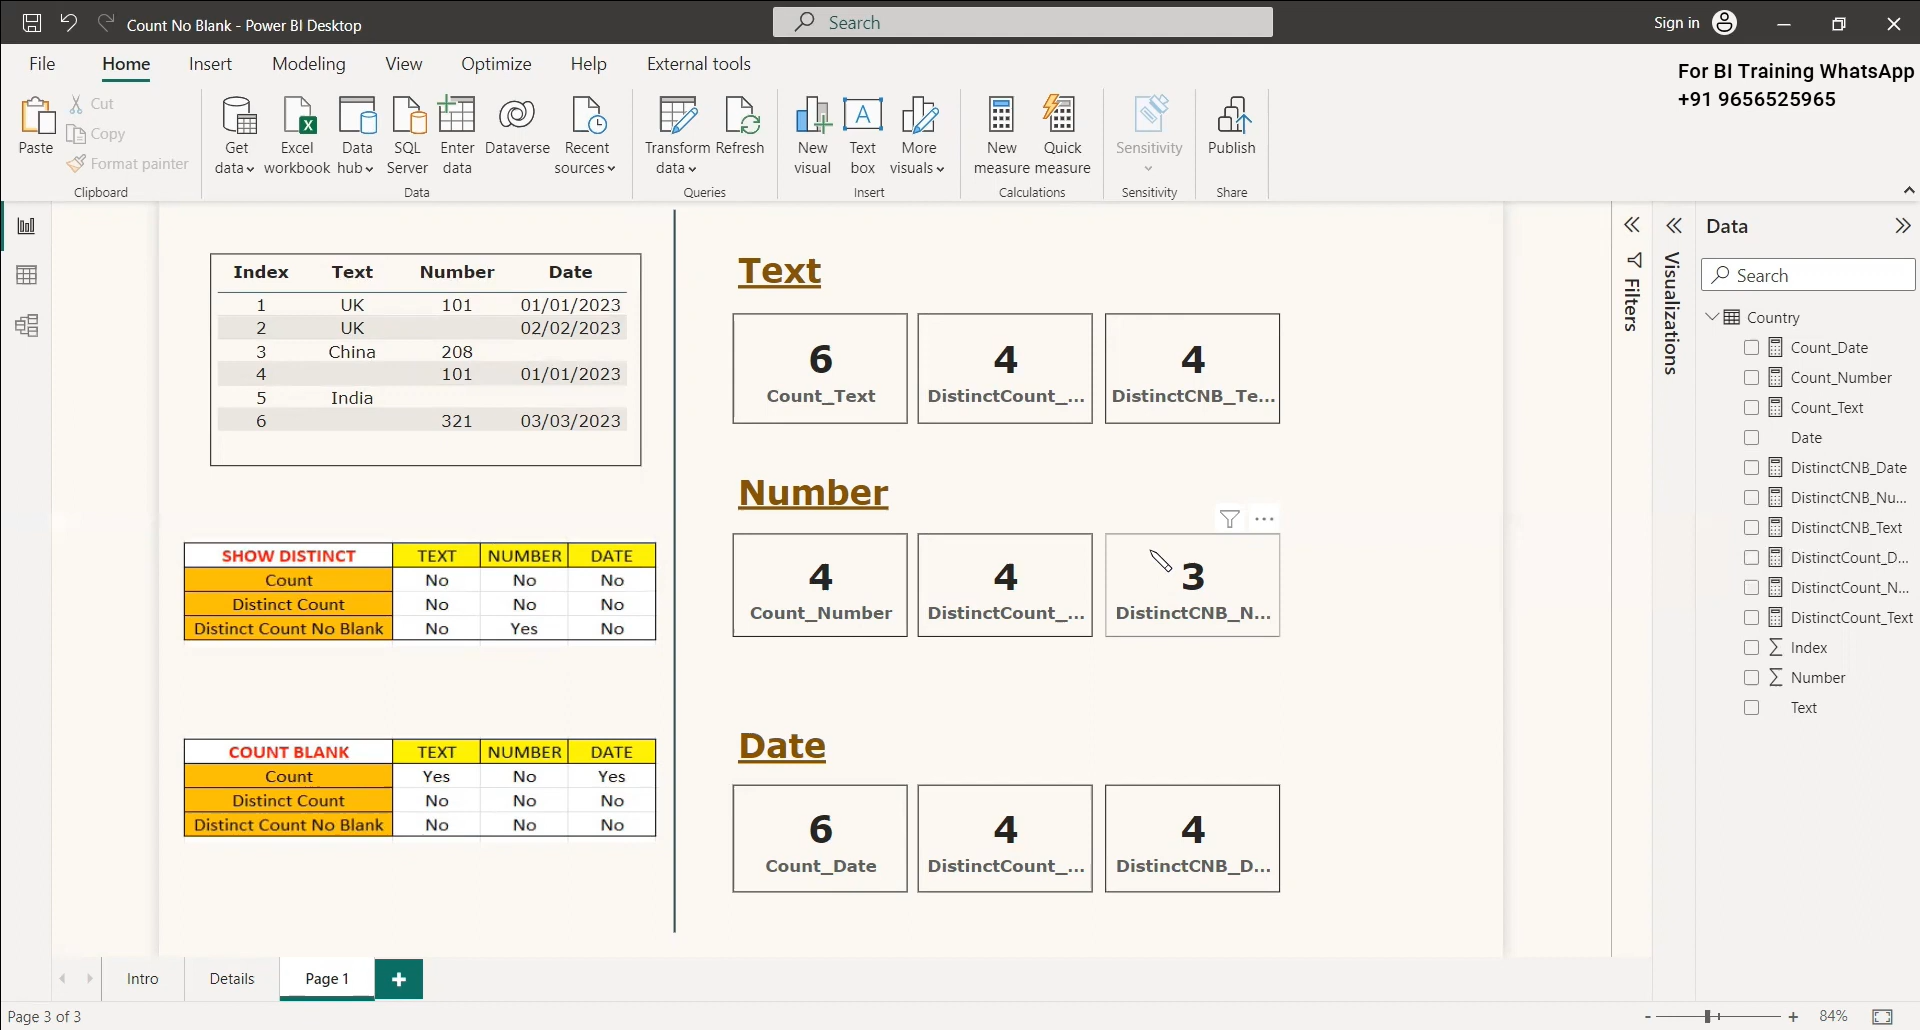 Count No Blank - Power BI Desktop
Search
Sign in
File Home Insert Modeling View Optimize Help External tools
For BI Training WhatsApp
+91 9656525965
Paste
Cut
Copy
Format painter
Clipboard
Get data
Excel workbook
Data hub
SQL Server
Enter data
Dataverse
Recent sources
Data
Transform data
Refresh
Queries
New visual
Text box
More visuals
Insert
New measure
Quick measure
Calculations
Sensitivity
Sensitivity
Publish
Share
Index Text Number Date
1 UK 101 01/01/2023
2 UK 02/02/2023
3 China 208
4 101 01/01/2023
5 India
6 321 03/03/2023
SHOW DISTINCT TEXT NUMBER DATE
Count No No No
Distinct Count No No No
Distinct Count No Blank No Yes No
COUNT BLANK TEXT NUMBER DATE
Count Yes No Yes
Distinct Count No No No
Distinct Count No Blank No No No
Text
6 4 4
Count_Text DistinctCount_... DistinctCNB_Te...
Number
4 4 3
Count_Number DistinctCount_... DistinctCNB_N...
Date
6 4 4
Count_Date DistinctCount_... DistinctCNB_D...
Filters
Visualizations
Data
Search
Country
Count_Date
Count_Number
Count_Text
Date
DistinctCNB_Date
DistinctCNB_Nu...
DistinctCNB_Text
DistinctCount_D...
DistinctCount_N...
DistinctCount_Text
Index
Number
Text
Intro Details Page 1
Page 3 of 3
84%